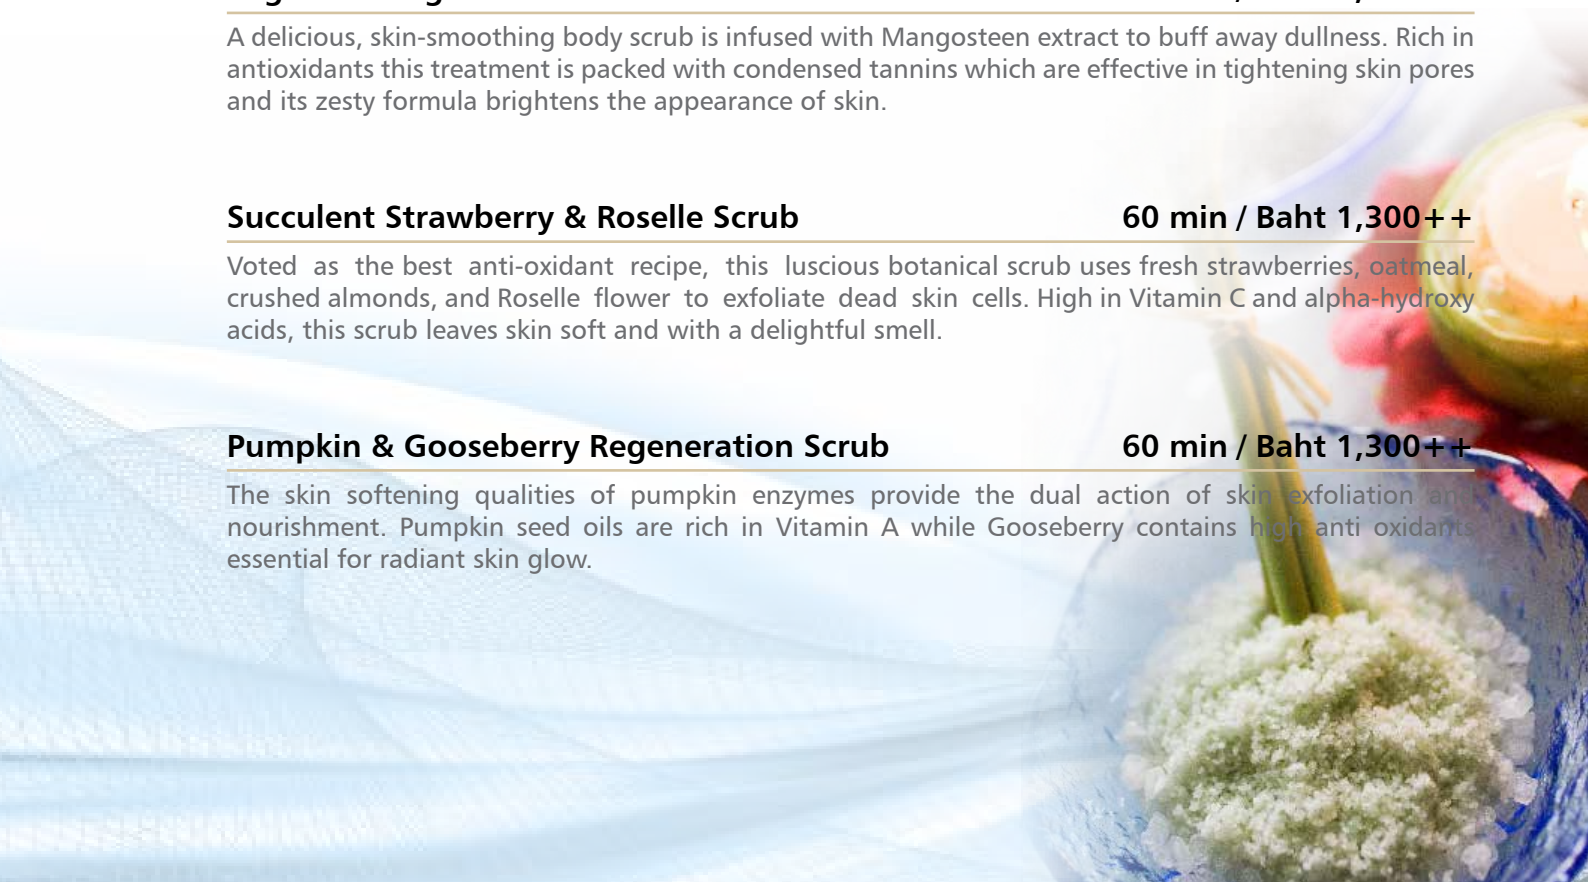 A delicious, skin-smoothing body scrub is infused with Mangosteen extract to buff away dullness. Rich in
antioxidants this treatment is packed with condensed tannins which are effective in tightening skin pores
and its zesty formula brightens the appearance of skin.
Succulent Strawberry & Roselle Scrub 60 min / Baht 1,300++
Voted as the best anti-oxidant recipe, this luscious botanical scrub uses fresh strawberries, oatmeal,
crushed almonds, and Roselle flower to exfoliate dead skin cells. High in Vitamin C and alpha-hydroxy
acids, this scrub leaves skin soft and with a delightful smell.
Pumpkin & Gooseberry Regeneration Scrub 60 min / Baht 1,300++
The skin softening qualities of pumpkin enzymes provide the dual action of skin exfoliation and
nourishment. Pumpkin seed oils are rich in Vitamin A while Gooseberry contains high anti oxidants
essential for radiant skin glow.